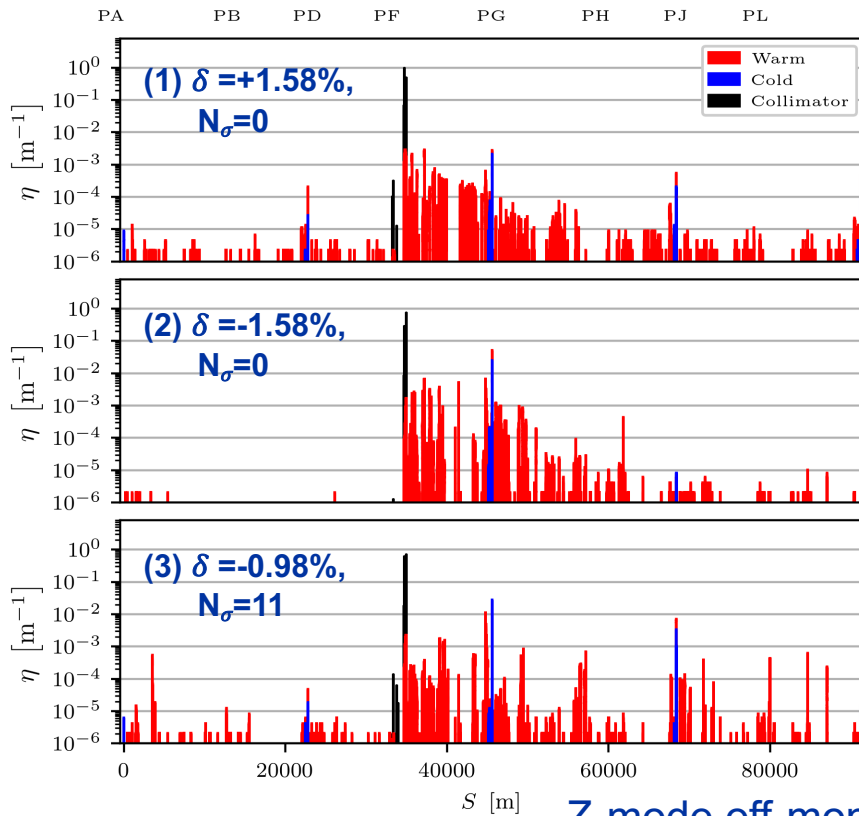 PA PB PD PF PG PH PJ PL
Warm
Cold
Collimator
(1) δ =+1.58%,
Nσ=0
η [m⁻¹]
10⁰
10⁻¹
10⁻²
10⁻³
10⁻⁴
10⁻⁵
10⁻⁶
(2) δ =-1.58%,
Nσ=0
η [m⁻¹]
10⁰
10⁻¹
10⁻²
10⁻³
10⁻⁴
10⁻⁵
10⁻⁶
(3) δ =-0.98%,
Nσ=11
η [m⁻¹]
10⁰
10⁻¹
10⁻²
10⁻³
10⁻⁴
10⁻⁵
10⁻⁶
0 20000 40000 60000 80000
S [m]
Z mode off